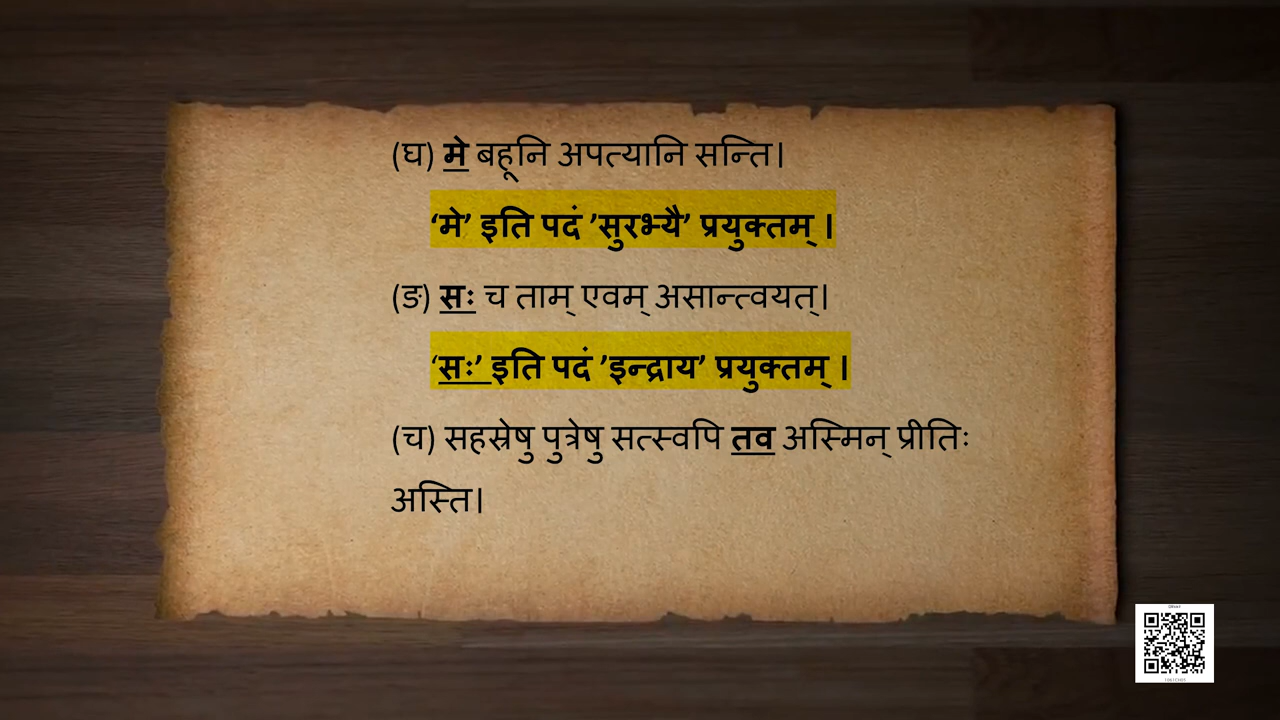 (घ) मे बहूनि अपत्यानि सन्ति।
‘मे’ इति पदं ’सुरभ्यै’ प्रयुक्तम् ।
(ङ) सः च ताम् एवम् असान्त्वयत्।
‘सः’ इति पदं ’इन्द्राय’ प्रयुक्तम् ।
(च) सहस्रेषु पुत्रेषु सत्स्वपि तव अस्मिन् प्रीतिः
अस्ति।